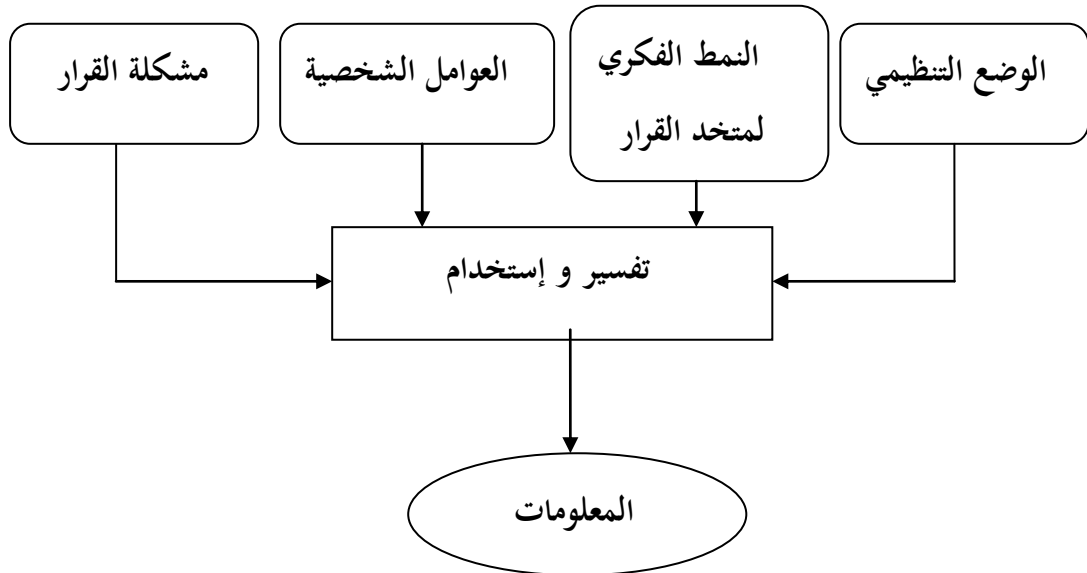 الوضع التنظيمي
النمط الفكري
لمتخد القرار
العوامل الشخصية
مشكلة القرار
تفسير و إستخدام
المعلومات